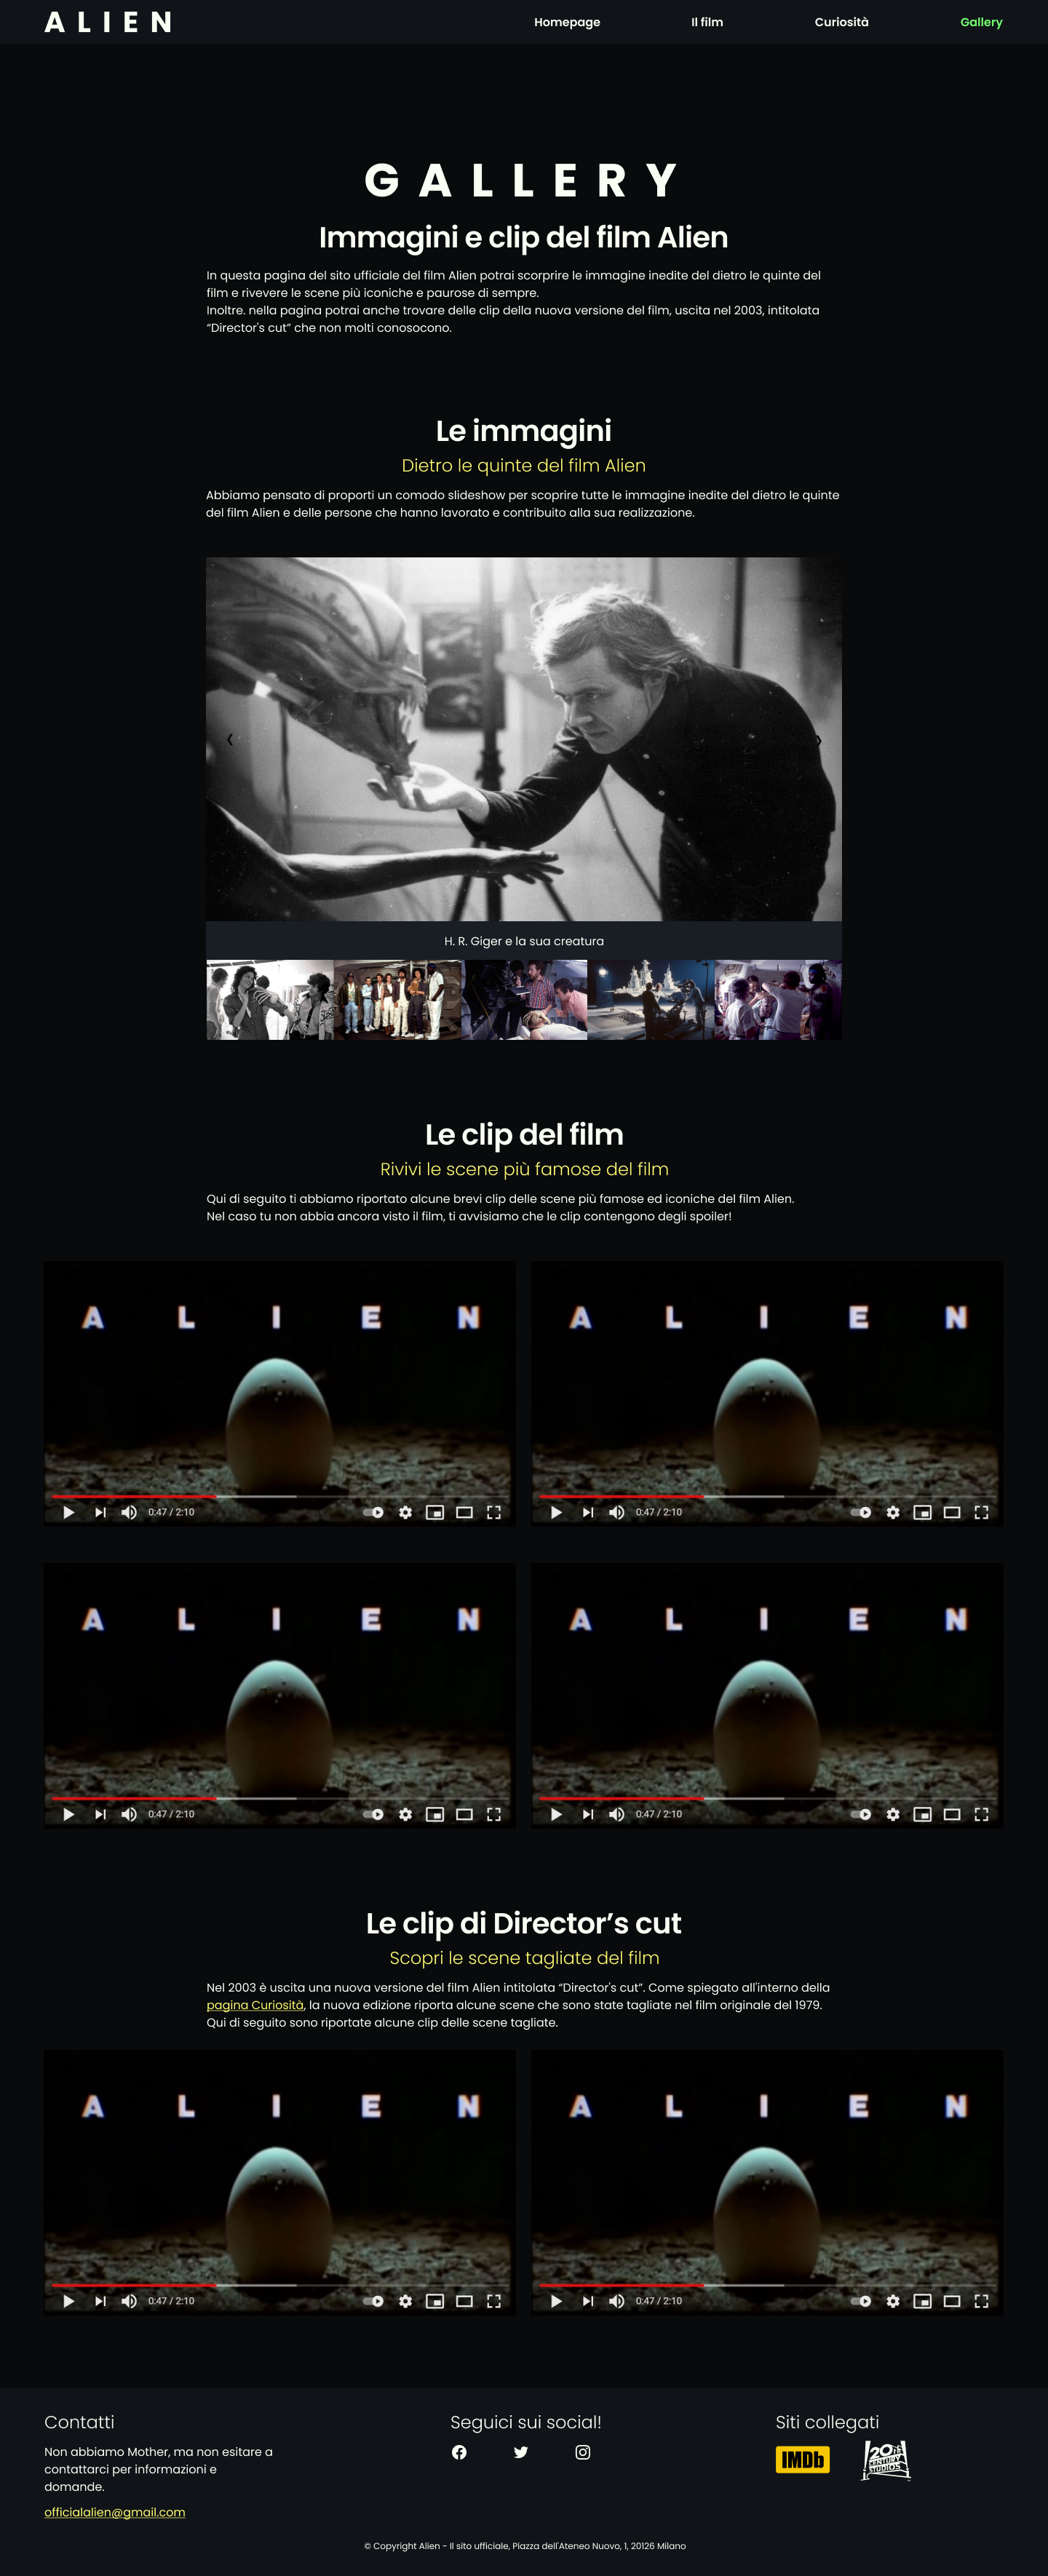 ALIEN
Homepage
Il film
Curiosità
Gallery
GALLERY
Immagini e clip del film Alien
In questa pagina del sito ufficiale del film Alien potrai scorprire le immagine inedite del dietro le quinte del
film e rivevere le scene più iconiche e paurose di sempre.
Inoltre. nella pagina potrai anche trovare delle clip della nuova versione del film, uscita nel 2003, intitolata
“Director's cut” che non molti conosocono.
Le immagini
Dietro le quinte del film Alien
Abbiamo pensato di proporti un comodo slideshow per scoprire tutte le immagine inedite del dietro le quinte
del film Alien e delle persone che hanno lavorato e contribuito alla sua realizzazione.
H. R. Giger e la sua creatura
Le clip del film
Rivivi le scene più famose del film
Qui di seguito ti abbiamo riportato alcune brevi clip delle scene più famose ed iconiche del film Alien.
Nel caso tu non abbia ancora visto il film, ti avvisiamo che le clip contengono degli spoiler!
A L I E N
0:47 / 2:10
A L I E N
0:47 / 2:10
A L I E N
0:47 / 2:10
A L I E N
0:47 / 2:10
Le clip di Director’s cut
Scopri le scene tagliate del film
Nel 2003 è uscita una nuova versione del film Alien intitolata “Director's cut”. Come spiegato all'interno della
pagina Curiosità, la nuova edizione riporta alcune scene che sono state tagliate nel film originale del 1979.
Qui di seguito sono riportate alcune clip delle scene tagliate.
A L I E N
0:47 / 2:10
A L I E N
0:47 / 2:10
Contatti
Non abbiamo Mother, ma non esitare a
contattarci per informazioni e
domande.
officialalien@gmail.com
Seguici sui social!
Siti collegati
IMDb
20th
CENTURY
STUDIOS
© Copyright Alien - Il sito ufficiale, Piazza dell'Ateneo Nuovo, 1, 20126 Milano